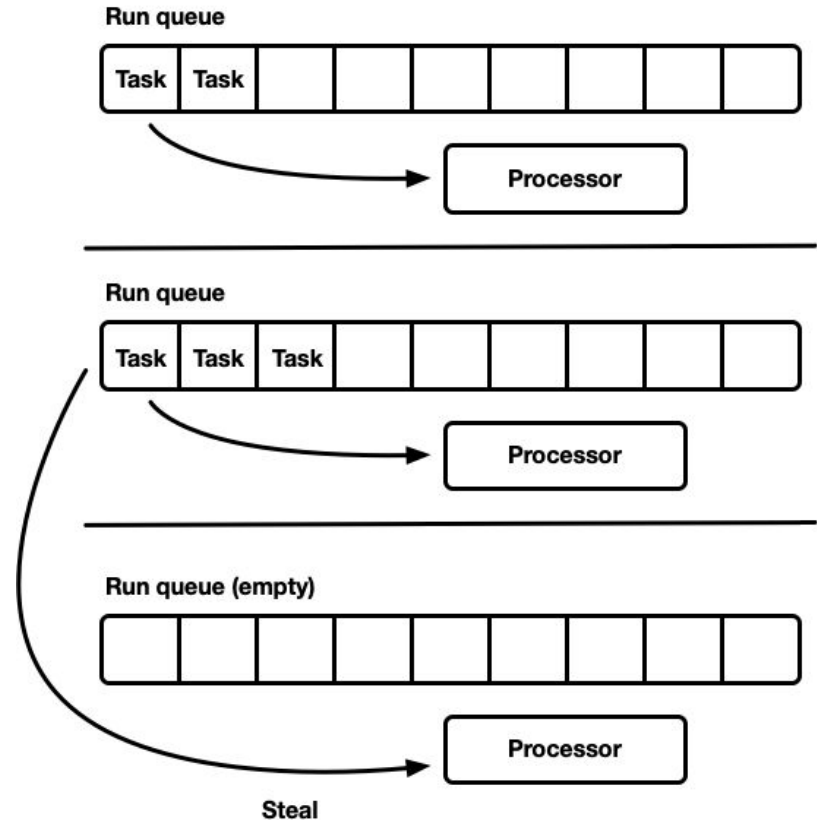 Run queue
Task Task
Processor
Run queue
Task Task Task
Processor
Run queue (empty)
Processor
Steal